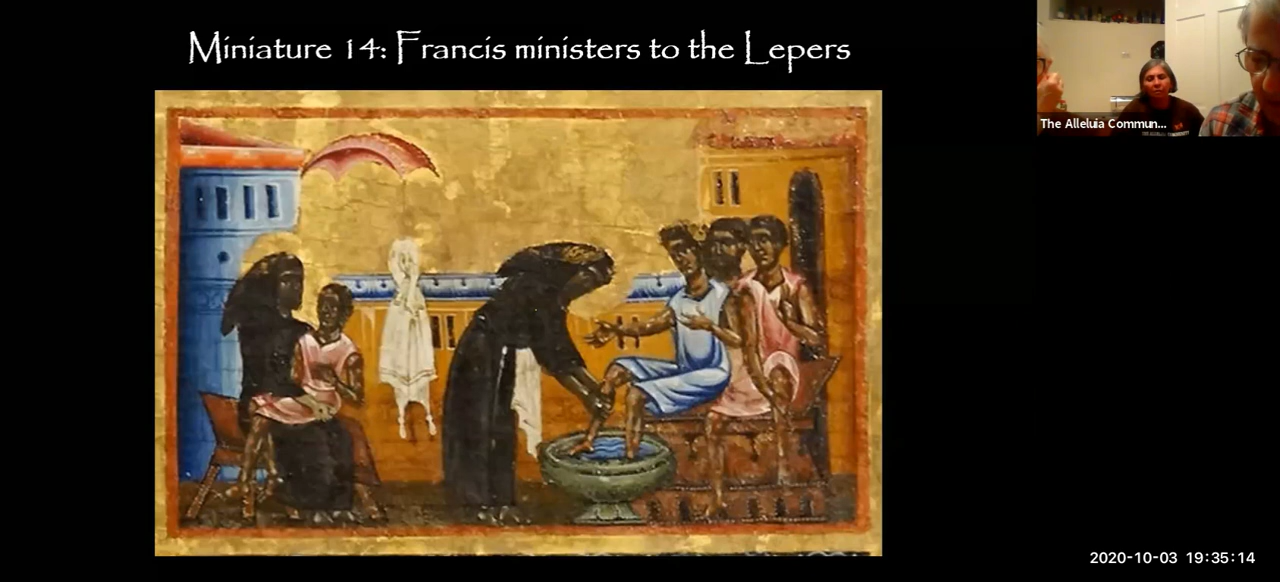 Miniature 14: Francis ministers to the Lepers
The Alleluia Commun...
2020-10-03 19:35:14